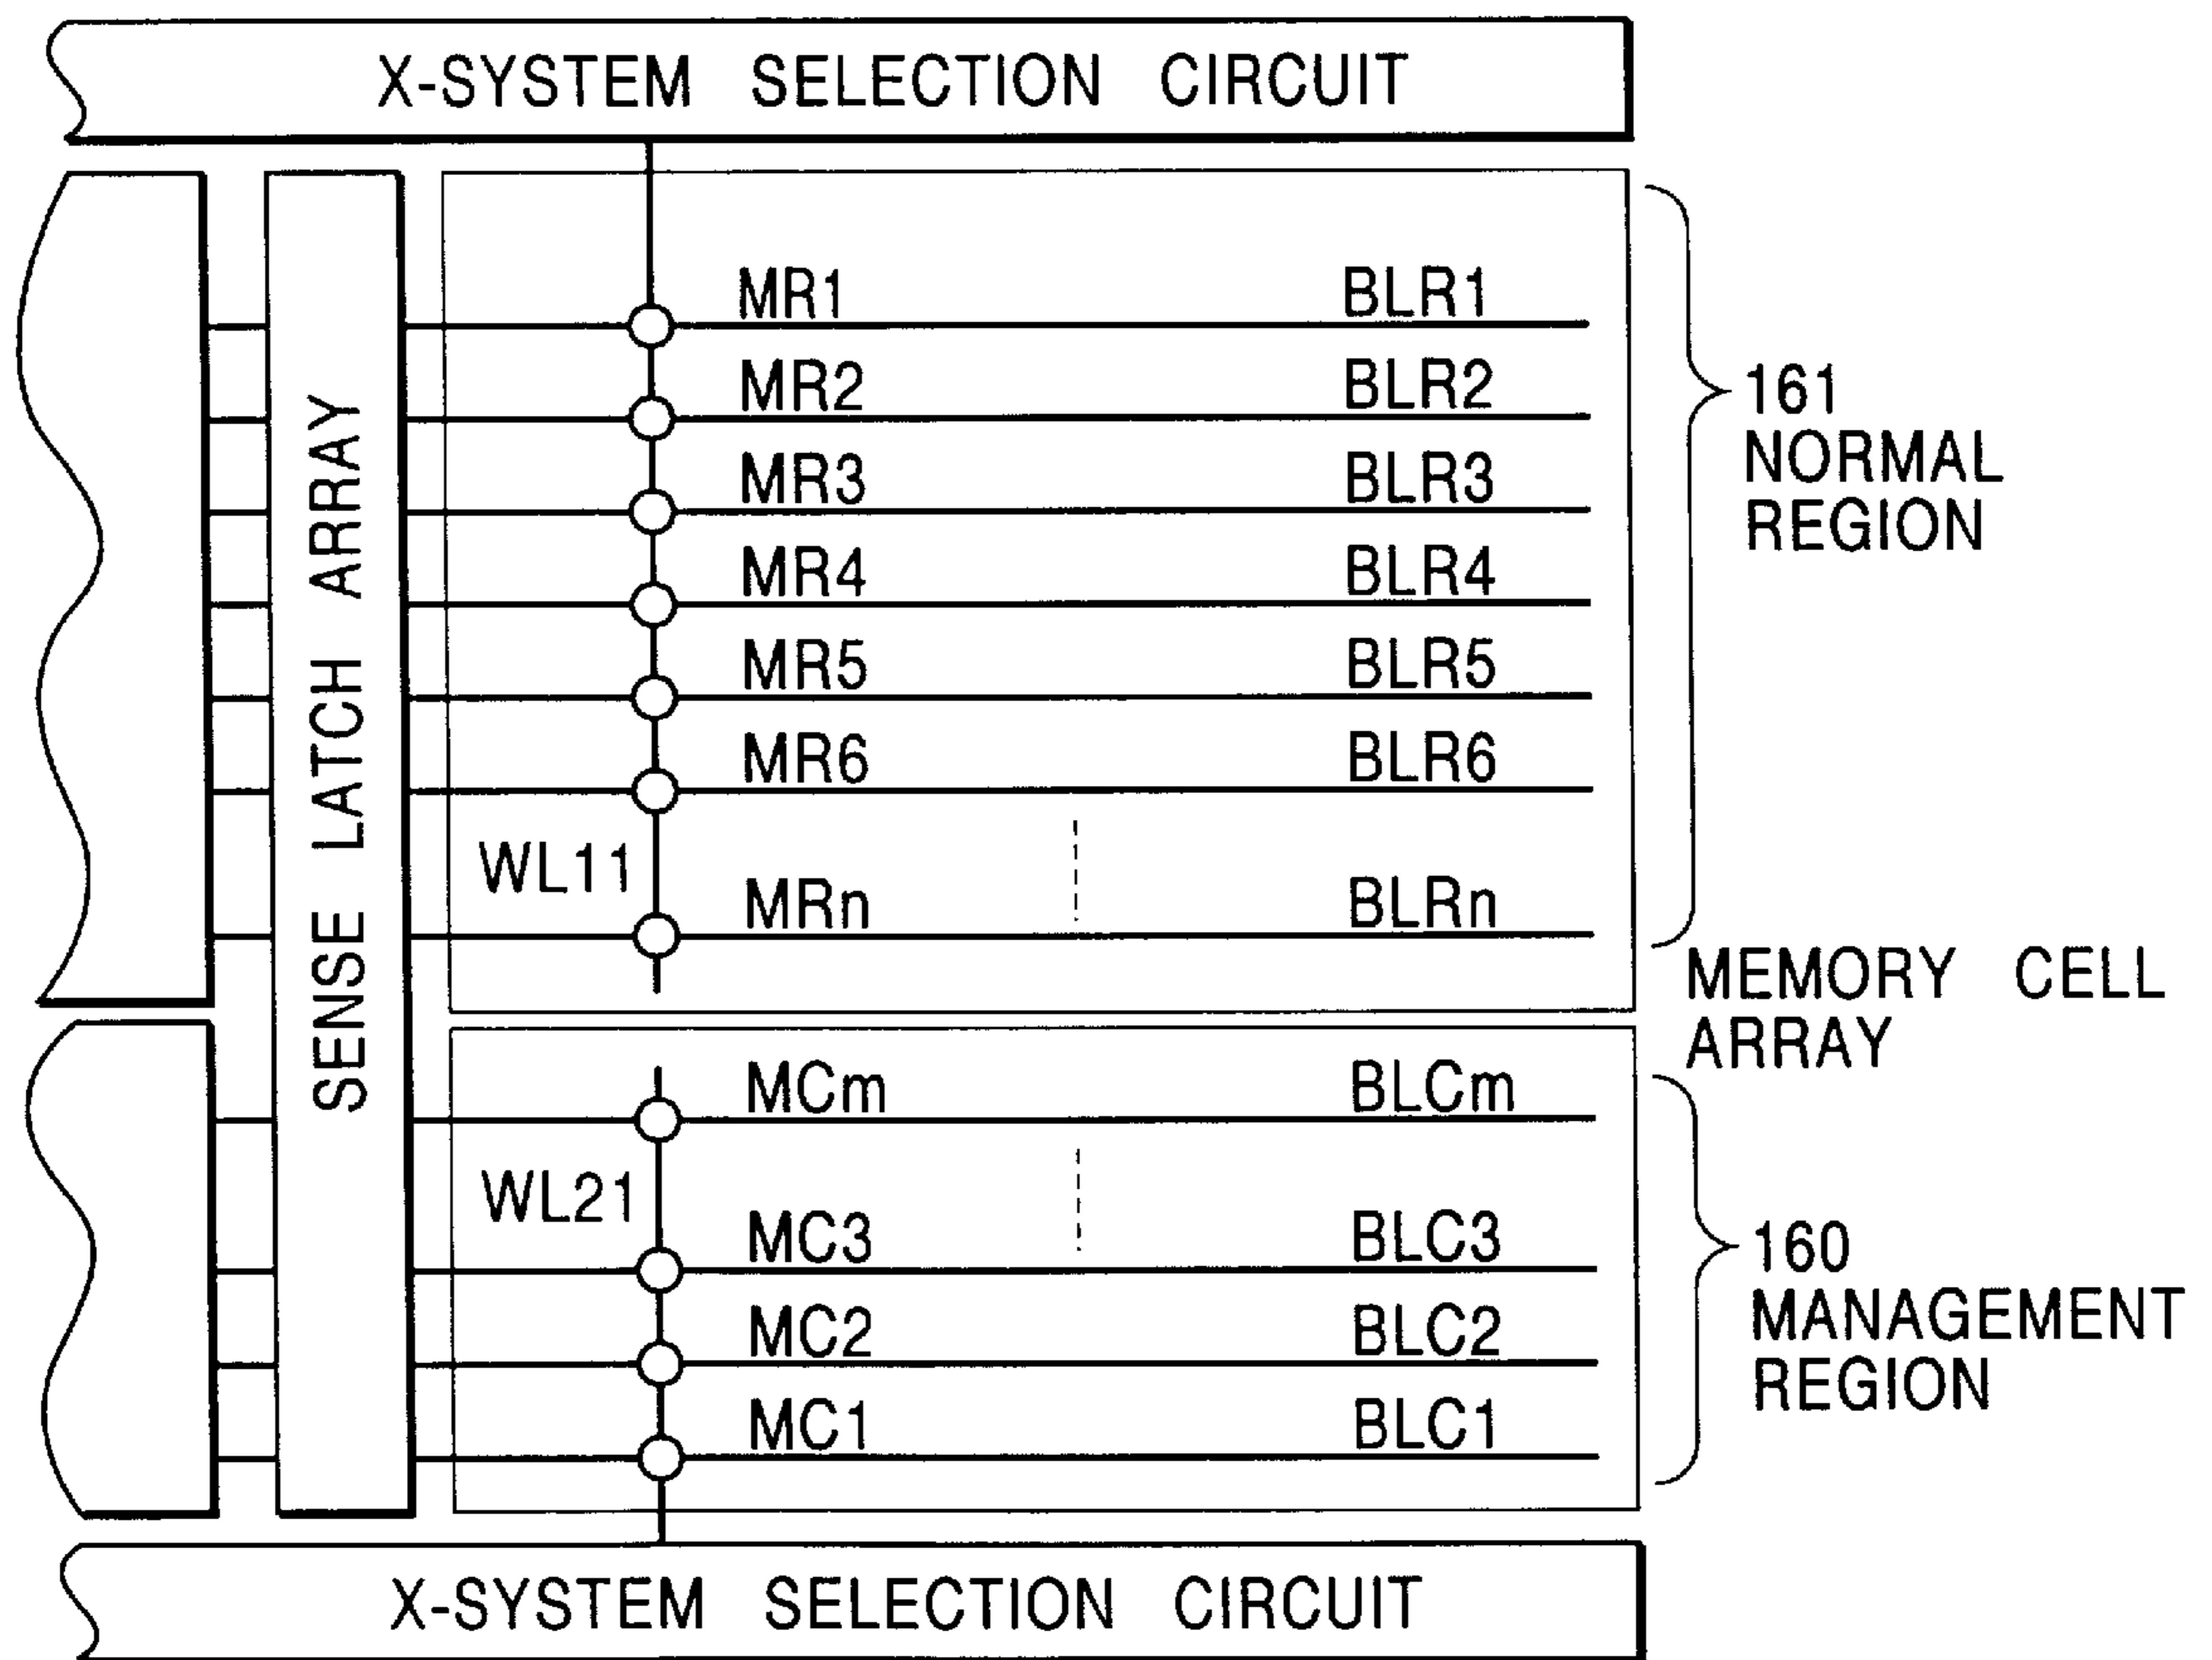 X-SYSTEM SELECTION CIRCUIT
SENSE LATCH ARRAY
MR1 BLR1
MR2 BLR2
MR3 BLR3
MR4 BLR4
MR5 BLR5
MR6 BLR6
WL11
MRn BLRn
161
NORMAL
REGION
MEMORY CELL
ARRAY
MCm BLCm
WL21
MC3 BLC3
MC2 BLC2
MC1 BLC1
160
MANAGEMENT
REGION
X-SYSTEM SELECTION CIRCUIT